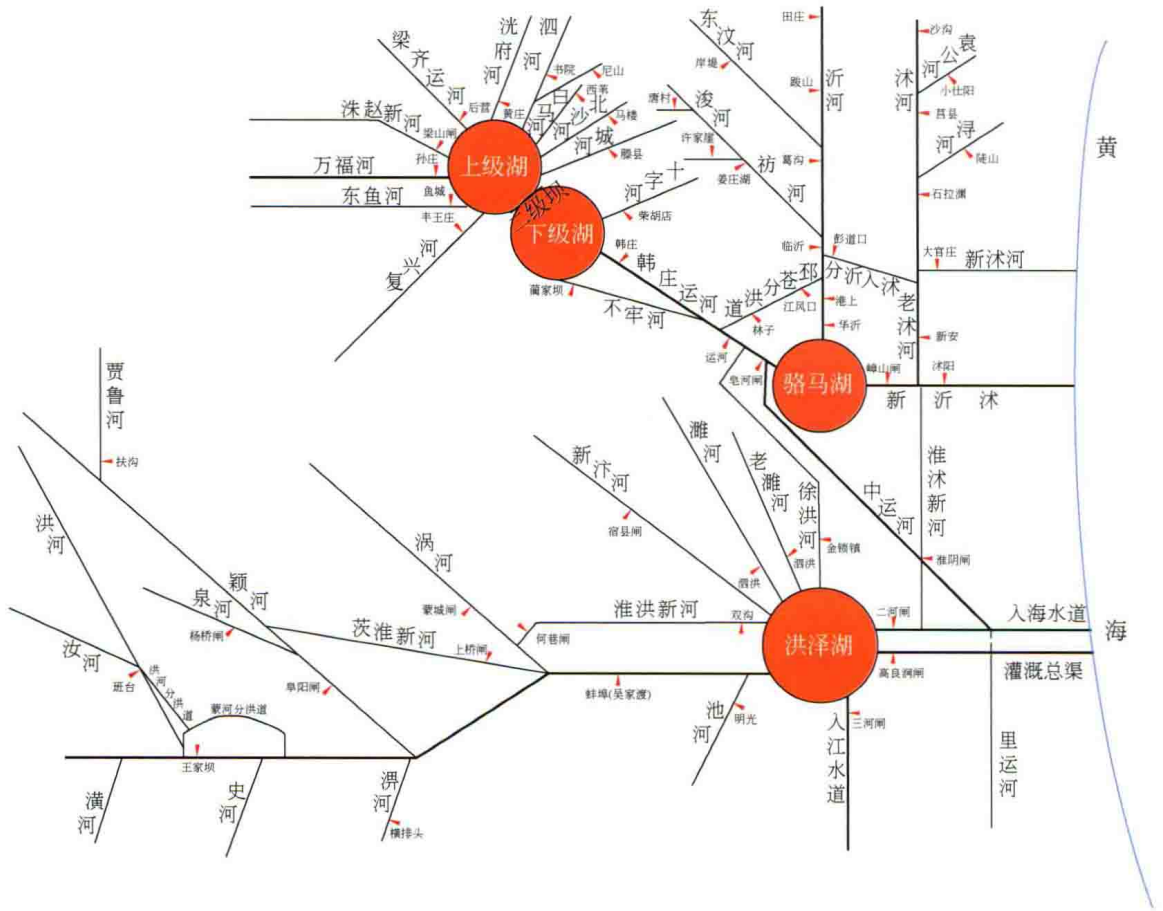 梁齐运河
洸府河
泗河
书院
尼山
白马河
西苇
北沙河
马楼
城河
滕县
十字河
柴胡店
后营
黄庄
洙赵新河
梁山闸
万福河
孙庄
东鱼河
鱼城
丰王庄
复兴河
上级湖
二级坝
下级湖
蔺家坝
不牢河
韩庄
韩庄运河
东汶河
岸堤
田庄
沂河
跋山
唐村
浚河
许家崖
姜庄湖
祊河
葛沟
临沂
彭道口
分沂入沭
邳苍分洪道
江风口
林子
港上
华沂
沙沟
沭河
袁公河
小仕阳
莒县
浔河
陡山
石拉渊
大官庄
新沭河
老沭河
新安
运河
皂河闸
骆马湖
嶂山闸
沭阳
新沂沭
淮沭新河
淮阴闸
中运河
黄海
贾鲁河
扶沟
洪河
颍河
泉河
杨桥闸
汝河
班台
洪河分洪道
蒙河分洪道
王家坝
阜阳闸
茨淮新河
上桥闸
涡河
蒙城闸
何巷闸
淮洪新河
双沟
新汴河
宿县闸
濉河
泗洪
老濉河
泗洪
徐洪河
金锁镇
洪泽湖
二河闸
入海水道
高良涧闸
灌溉总渠
三河闸
入江水道
里运河
蚌埠(吴家渡)
池河
明光
潢河
史河
淠河
横排头